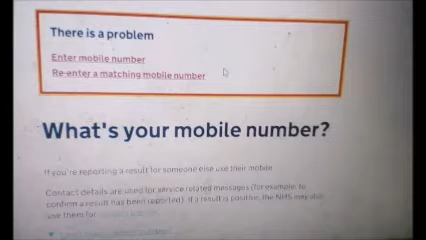 There is a problem
Enter mobile number
Re-enter a matching mobile number
What's your mobile number?
If you're reporting a result for someone else use their mobile
Contact details are used for service related messages (for example, to
confirm a result has been reported). If a result is positive, the NHS may also
use them for